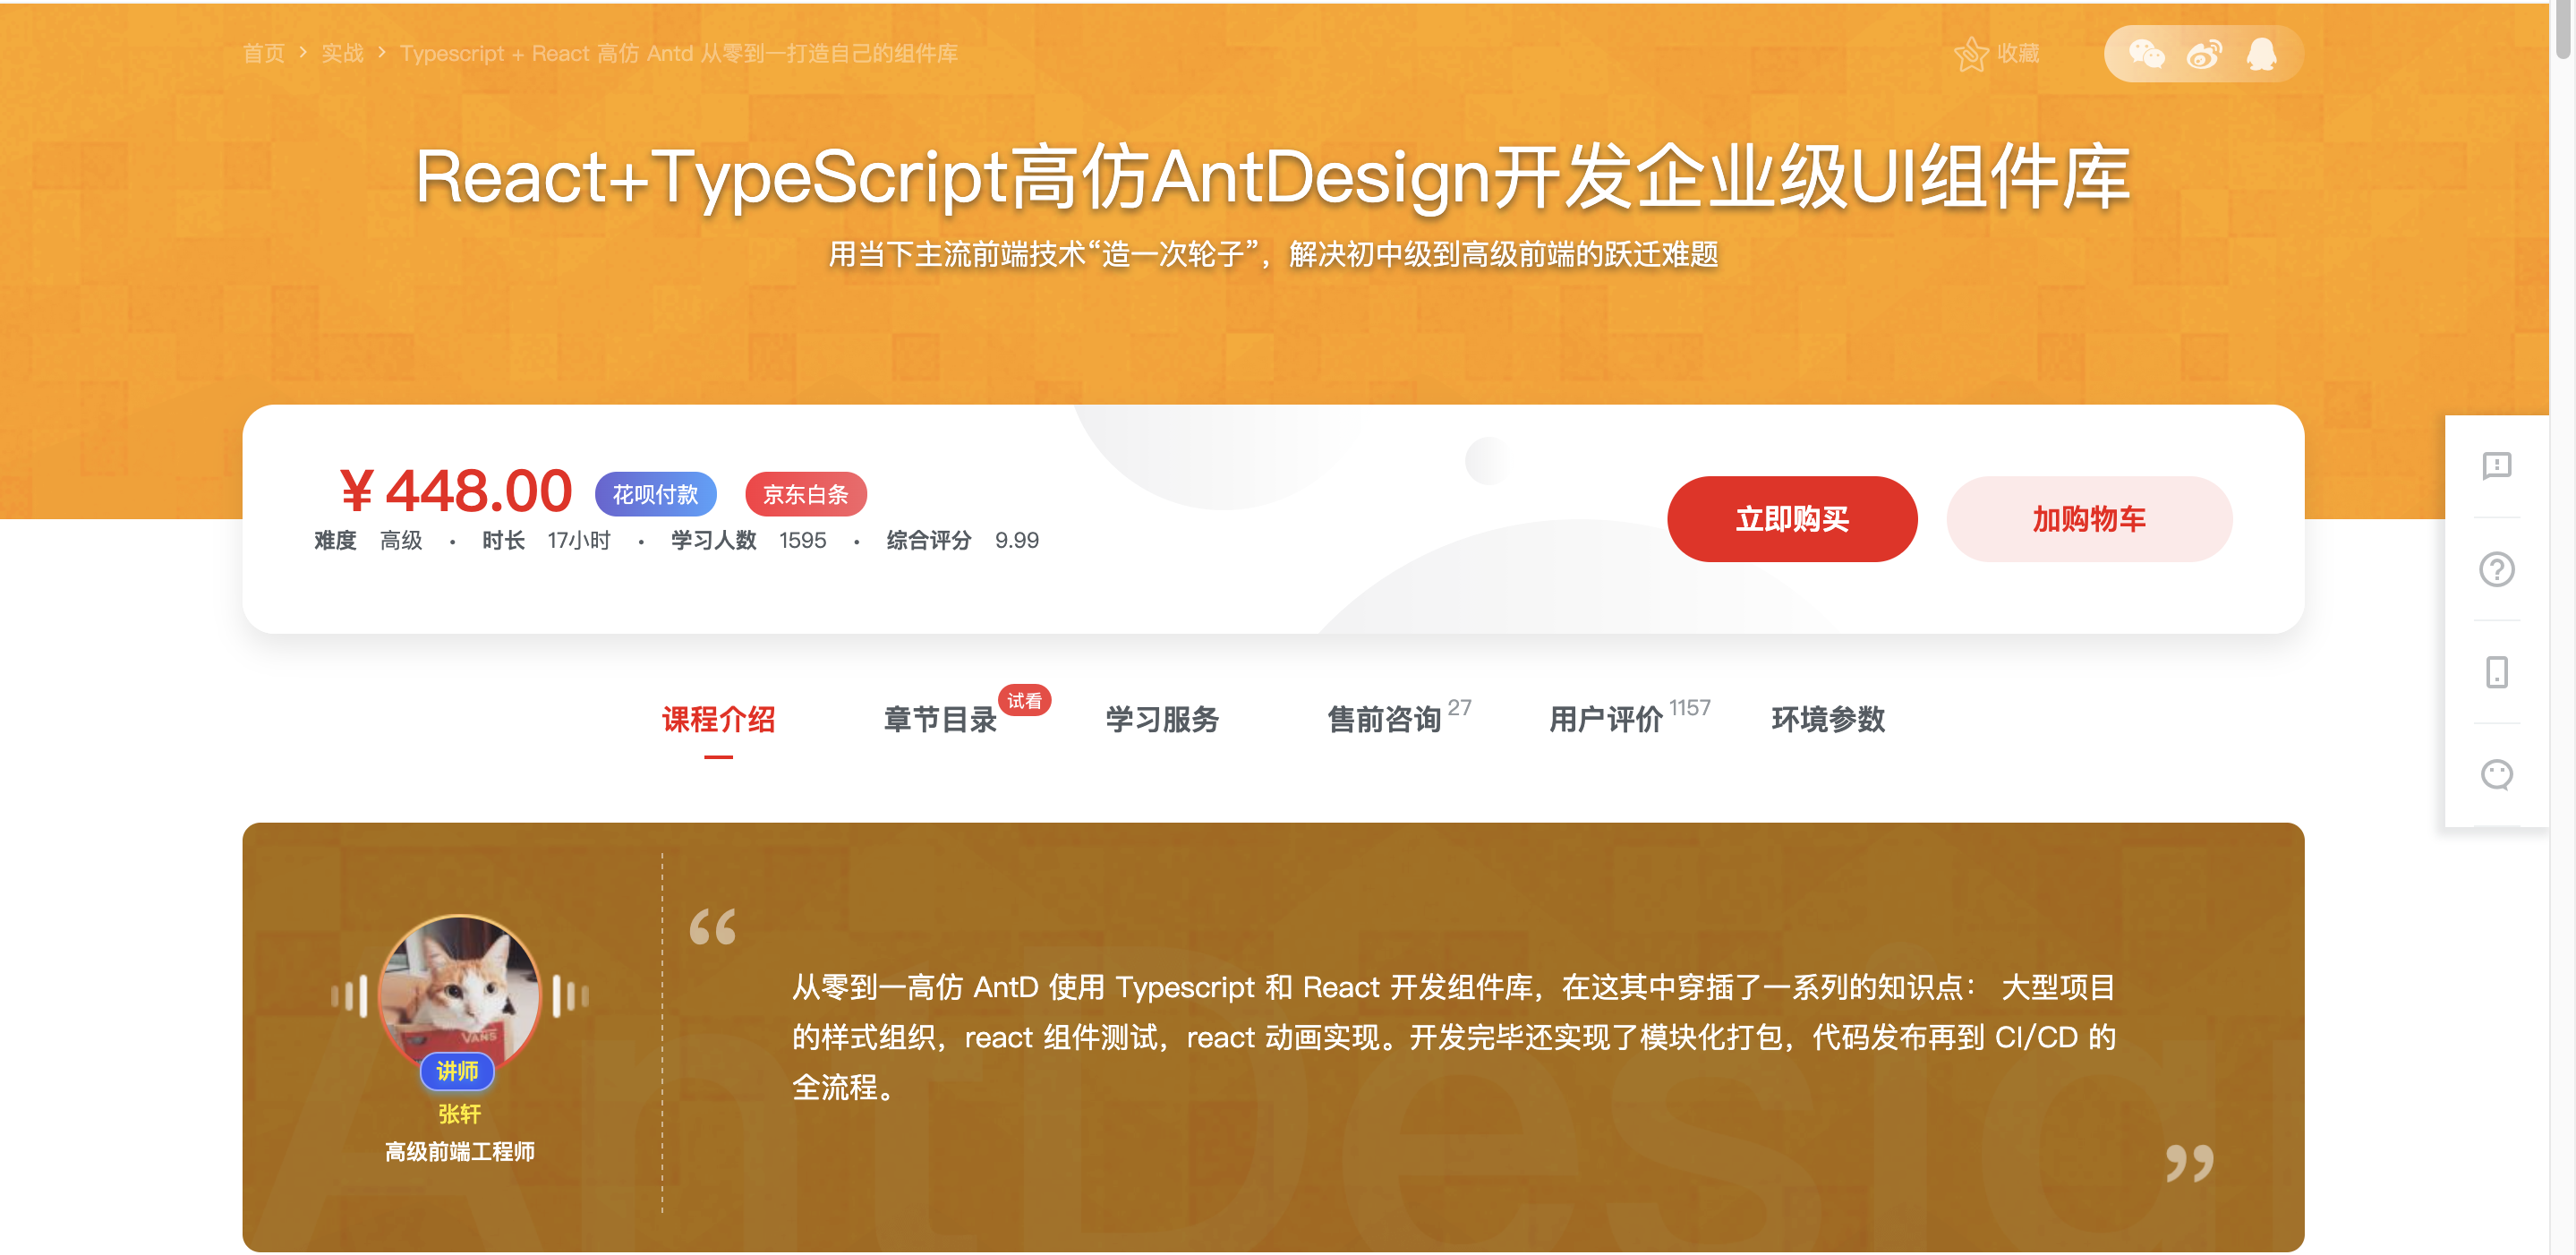 首页 > 实战 > Typescript + React 高仿 Antd 从零到一打造自己的组件库
收藏
React+TypeScript高仿AntDesign开发企业级UI组件库
用当下主流前端技术“造一次轮子”，解决初中级到高级前端的跃迁难题
¥ 448.00 花呗付款 京东白条
难度 高级 · 时长 17小时 · 学习人数 1595 · 综合评分 9.99
立即购买 加购物车
课程介绍 章节目录 试看 学习服务 售前咨询 27 用户评价 1157 环境参数
AntDesig
VANS
讲师
张轩
高级前端工程师
“
从零到一高仿 AntD 使用 Typescript 和 React 开发组件库，在这其中穿插了一系列的知识点： 大型项目
的样式组织，react 组件测试，react 动画实现。开发完毕还实现了模块化打包，代码发布再到 CI/CD 的
全流程。
”